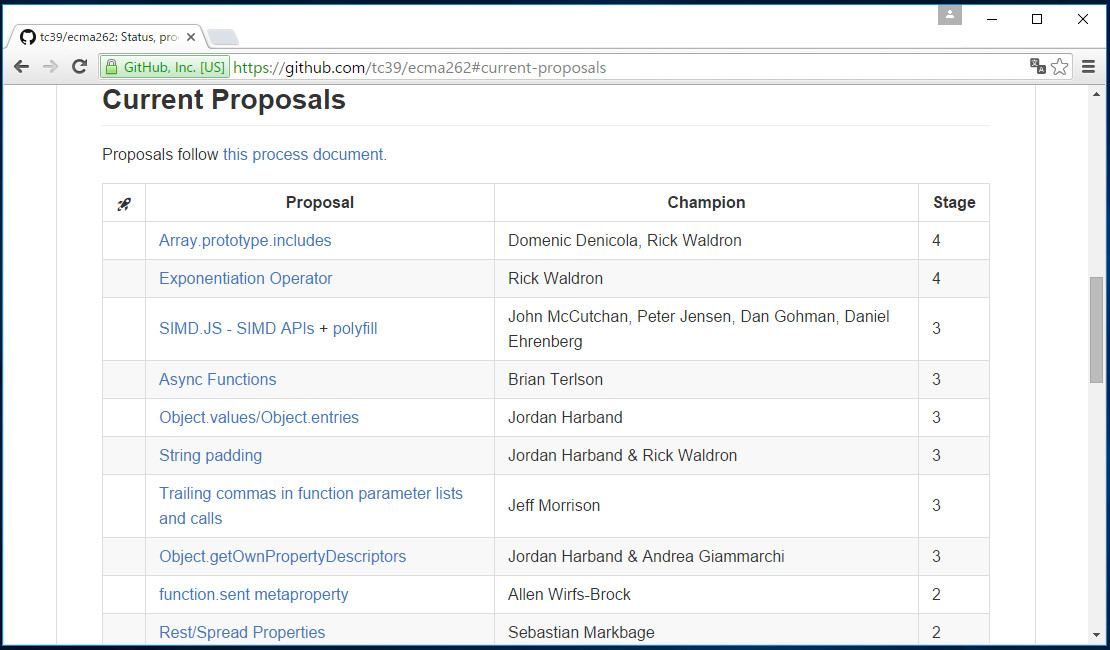 tc39/ecma262: Status, pro
GitHub, Inc. [US] https://github.com/tc39/ecma262#current-proposals
Current Proposals
Proposals follow this process document.
Proposal Champion Stage
Array.prototype.includes Domenic Denicola, Rick Waldron 4
Exponentiation Operator Rick Waldron 4
SIMD.JS - SIMD APIs + polyfill John McCutchan, Peter Jensen, Dan Gohman, Daniel
Ehrenberg 3
Async Functions Brian Terlson 3
Object.values/Object.entries Jordan Harband 3
String padding Jordan Harband & Rick Waldron 3
Trailing commas in function parameter lists
and calls Jeff Morrison 3
Object.getOwnPropertyDescriptors Jordan Harband & Andrea Giammarchi 3
function.sent metaproperty Allen Wirfs-Brock 2
Rest/Spread Properties Sebastian Markbage 2